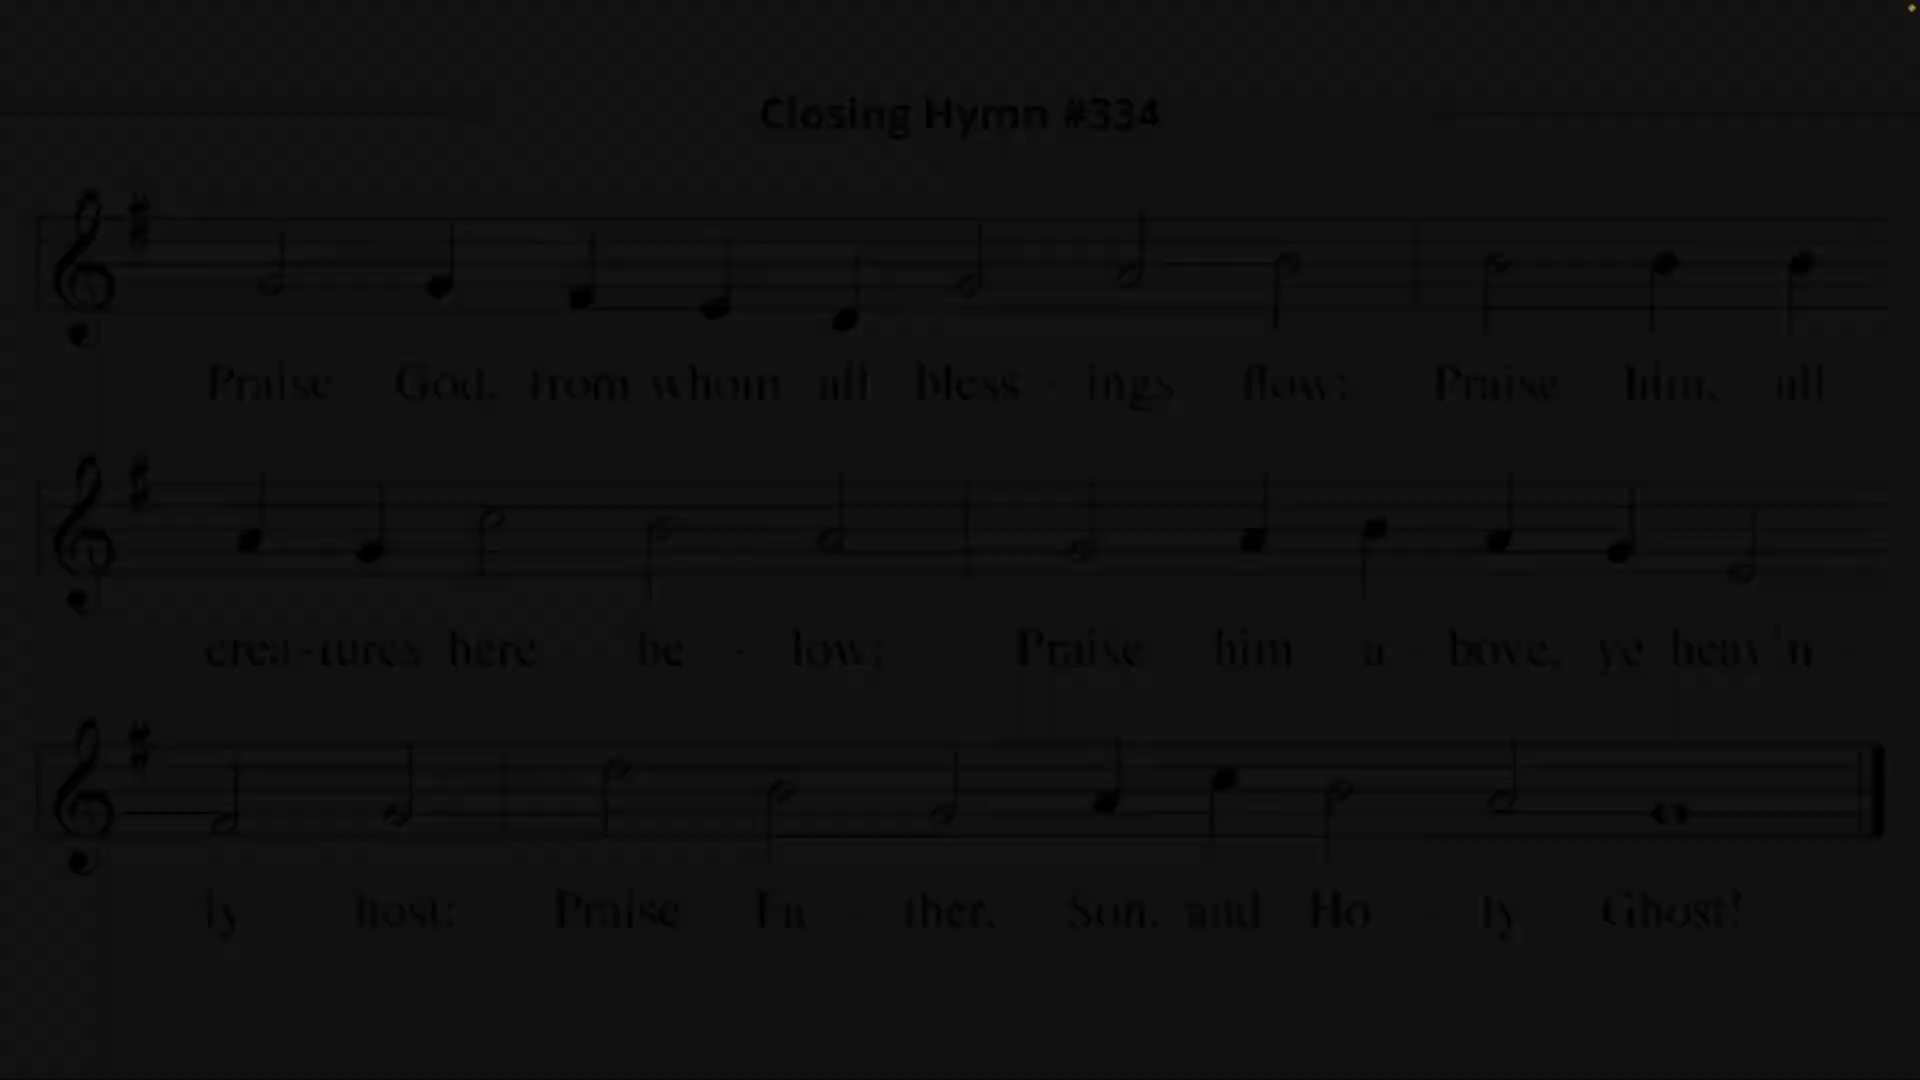 Closing Hymn #334
Praise God, from whom all bless - ings flow; Praise him, all
crea-tures here be - low; Praise him a - bove, ye heav'n -
ly host; Praise Fa - ther, Son, and Ho - ly Ghost!